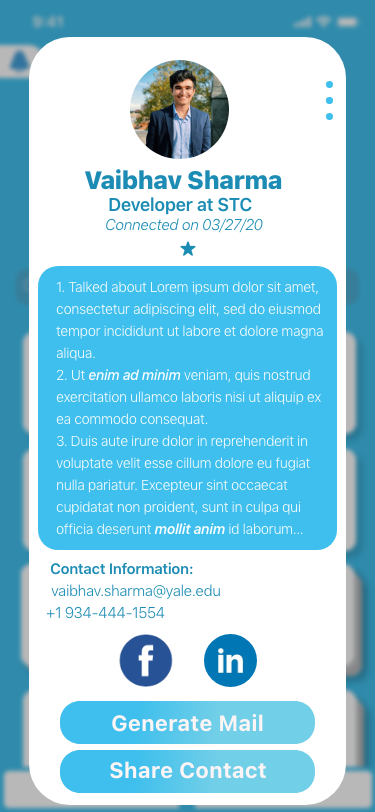 9:41
Vaibhav Sharma
Developer at STC
Connected on 03/27/20
1. Talked about Lorem ipsum dolor sit amet,
consectetur adipiscing elit, sed do eiusmod
tempor incididunt ut labore et dolore magna
aliqua.
2. Ut enim ad minim veniam, quis nostrud
exercitation ullamco laboris nisi ut aliquip ex
ea commodo consequat.
3. Duis aute irure dolor in reprehenderit in
voluptate velit esse cillum dolore eu fugiat
nulla pariatur. Excepteur sint occaecat
cupidatat non proident, sunt in culpa qui
officia deserunt mollit anim id laborum...
Contact Information:
vaibhav.sharma@yale.edu
+1 934-444-1554
f in
Generate Mail
Share Contact